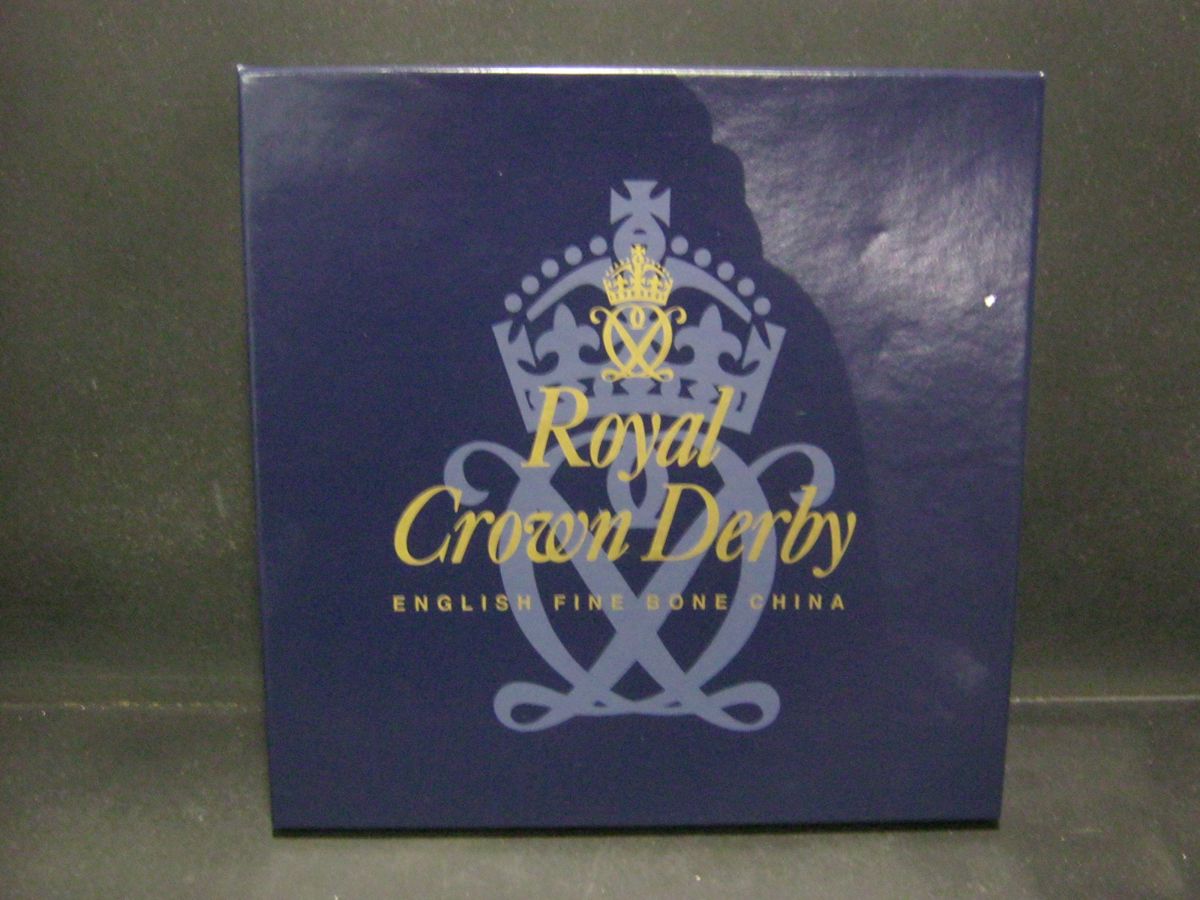 Royal
Crown Derby
ENGLISH FINE BONE CHINA